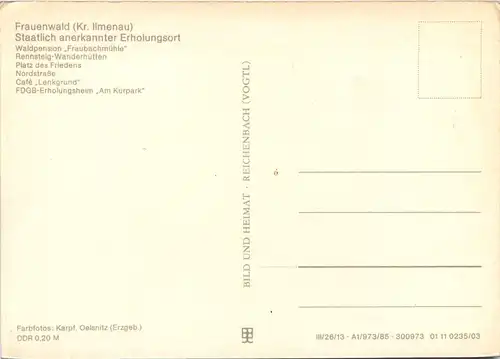 Frauenwald (Kr. Ilmenau)
Staatlich anerkannter Erholungsort
Waldpension „Fraubachmühle"
Rennsteig-Wanderhütten
Platz des Friedens
Nordstraße
Café „Lenkgrund"
FDGB-Erholungsheim „Am Kurpark"
BILD UND HEIMAT · REICHENBACH (VOGTL)
6
Farbfotos: Karpf, Oelsnitz (Erzgeb.)
DDR 0,20 M
III/26/13 · A1/973/85 · 300973 01 11 0235/03